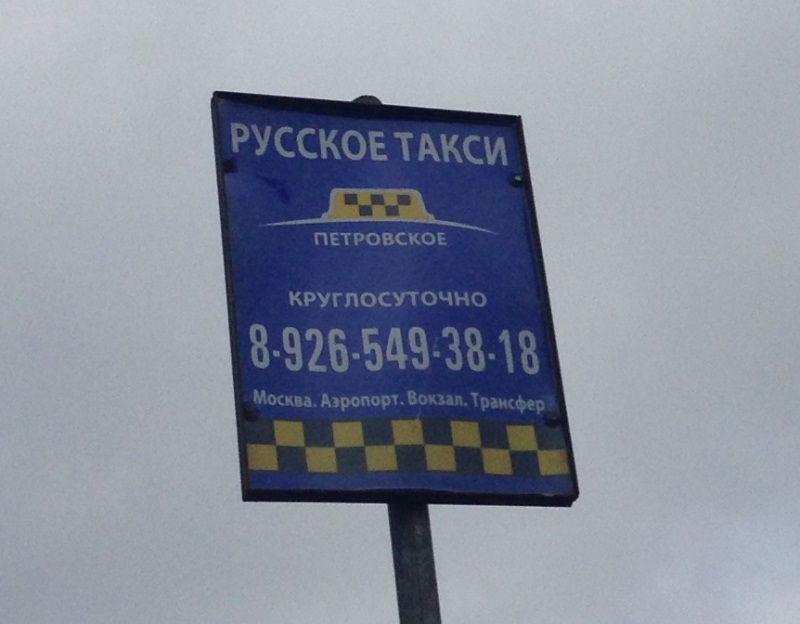 РУССКОЕ ТАКСИ
ПЕТРОВСКОЕ
КРУГЛОСУТОЧНО
8-926-549-38-18
Москва. Аэропорт. Вокзал. Трансфер